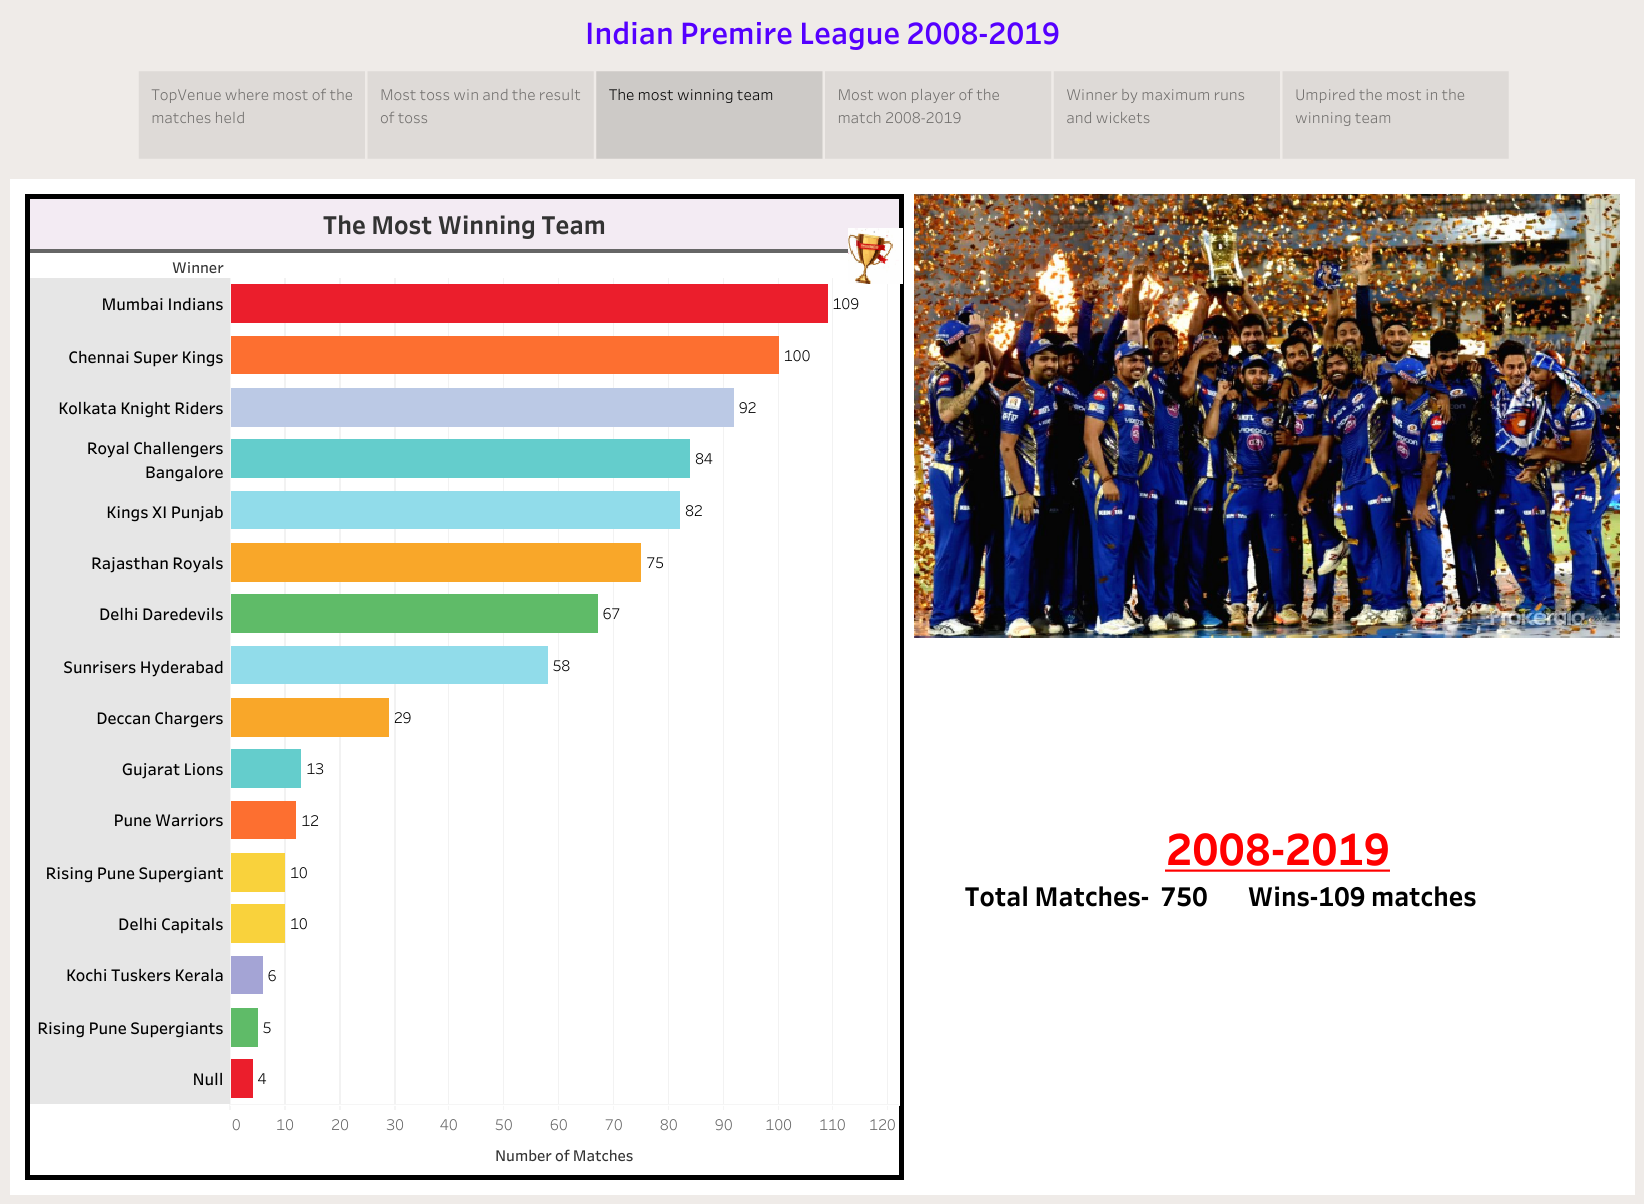 Indian Premire League 2008-2019
TopVenue where most of the
matches held
Most toss win and the result
of toss
The most winning team
Most won player of the
match 2008-2019
Winner by maximum runs
and wickets
Umpired the most in the
winning team
The Most Winning Team
Winner
Mumbai Indians 109
Chennai Super Kings 100
Kolkata Knight Riders 92
Royal Challengers
Bangalore 84
Kings XI Punjab 82
Rajasthan Royals 75
Delhi Daredevils 67
Sunrisers Hyderabad 58
Deccan Chargers 29
Gujarat Lions 13
Pune Warriors 12
Rising Pune Supergiant 10
Delhi Capitals 10
Kochi Tuskers Kerala 6
Rising Pune Supergiants 5
Null 4
0 10 20 30 40 50 60 70 80 90 100 110 120
Number of Matches
2008-2019
Total Matches- 750 Wins-109 matches